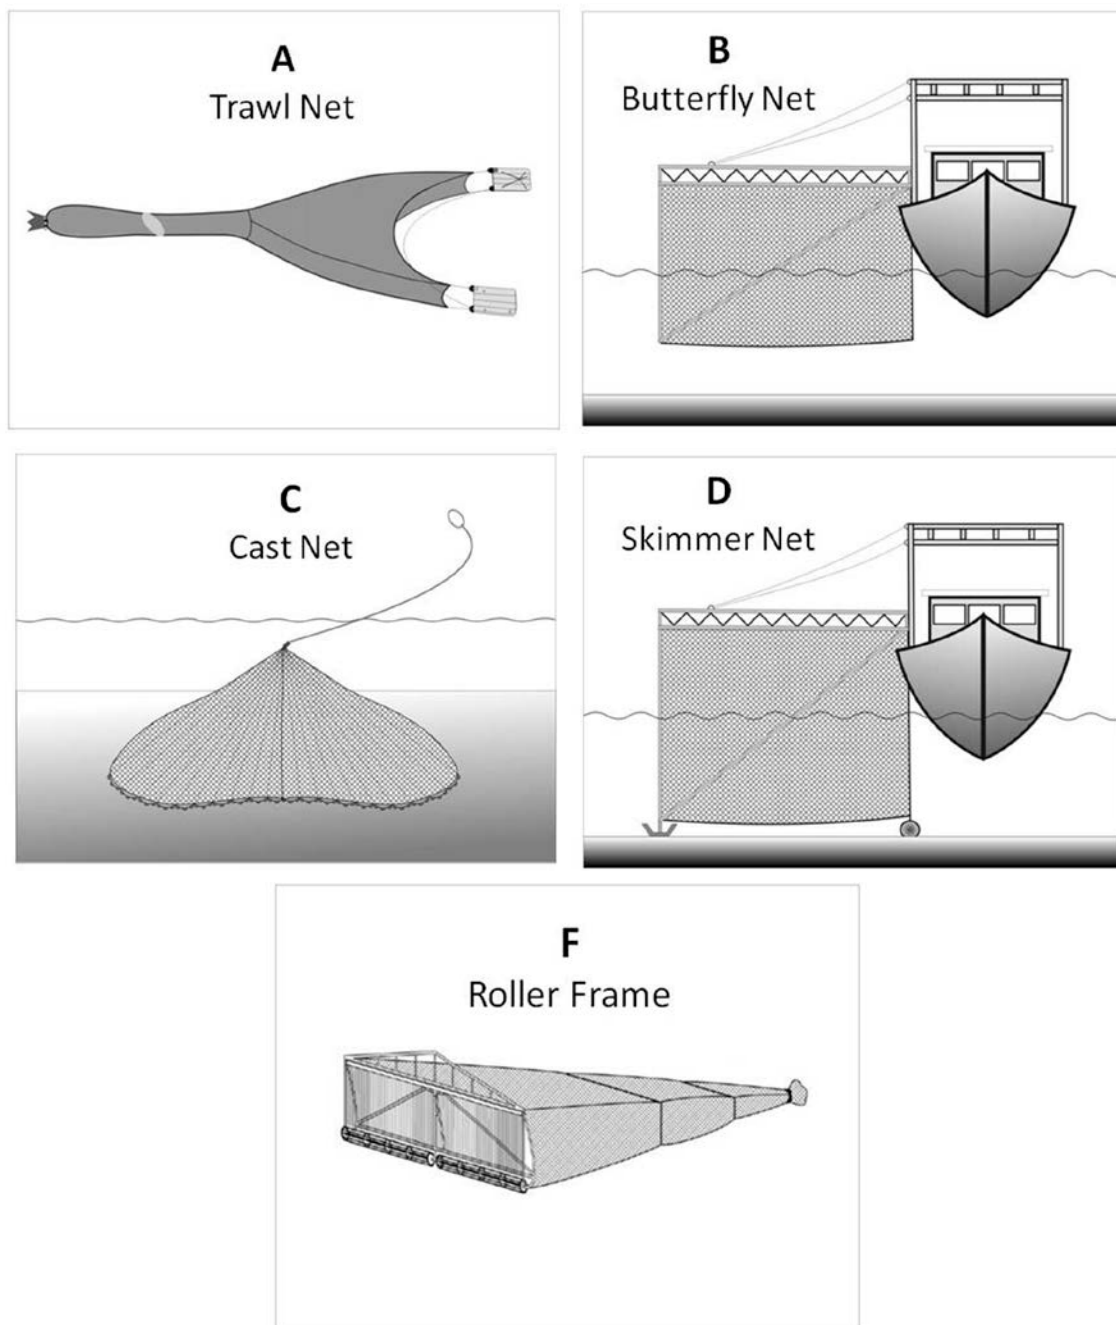 A
Trawl Net
B
Butterfly Net
C
Cast Net
D
Skimmer Net
F
Roller Frame